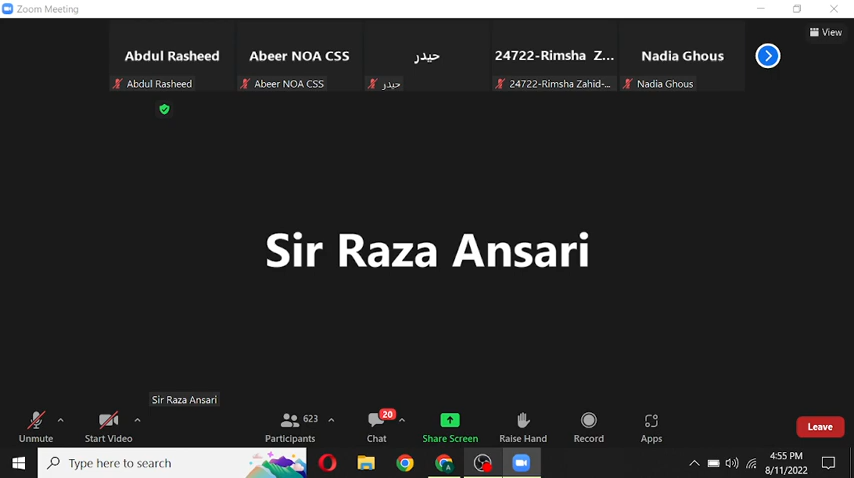 Zoom Meeting
View
Abdul Rasheed
Abeer NOA CSS
حیدر
24722-Rimsha Z...
Nadia Ghous
Abdul Rasheed
Abeer NOA CSS
حیدر
24722-Rimsha Zahid-...
Nadia Ghous
Sir Raza Ansari
Sir Raza Ansari
623
20
Unmute
Start Video
Participants
Chat
Share Screen
Raise Hand
Record
Apps
Leave
Type here to search
4:55 PM
8/11/2022